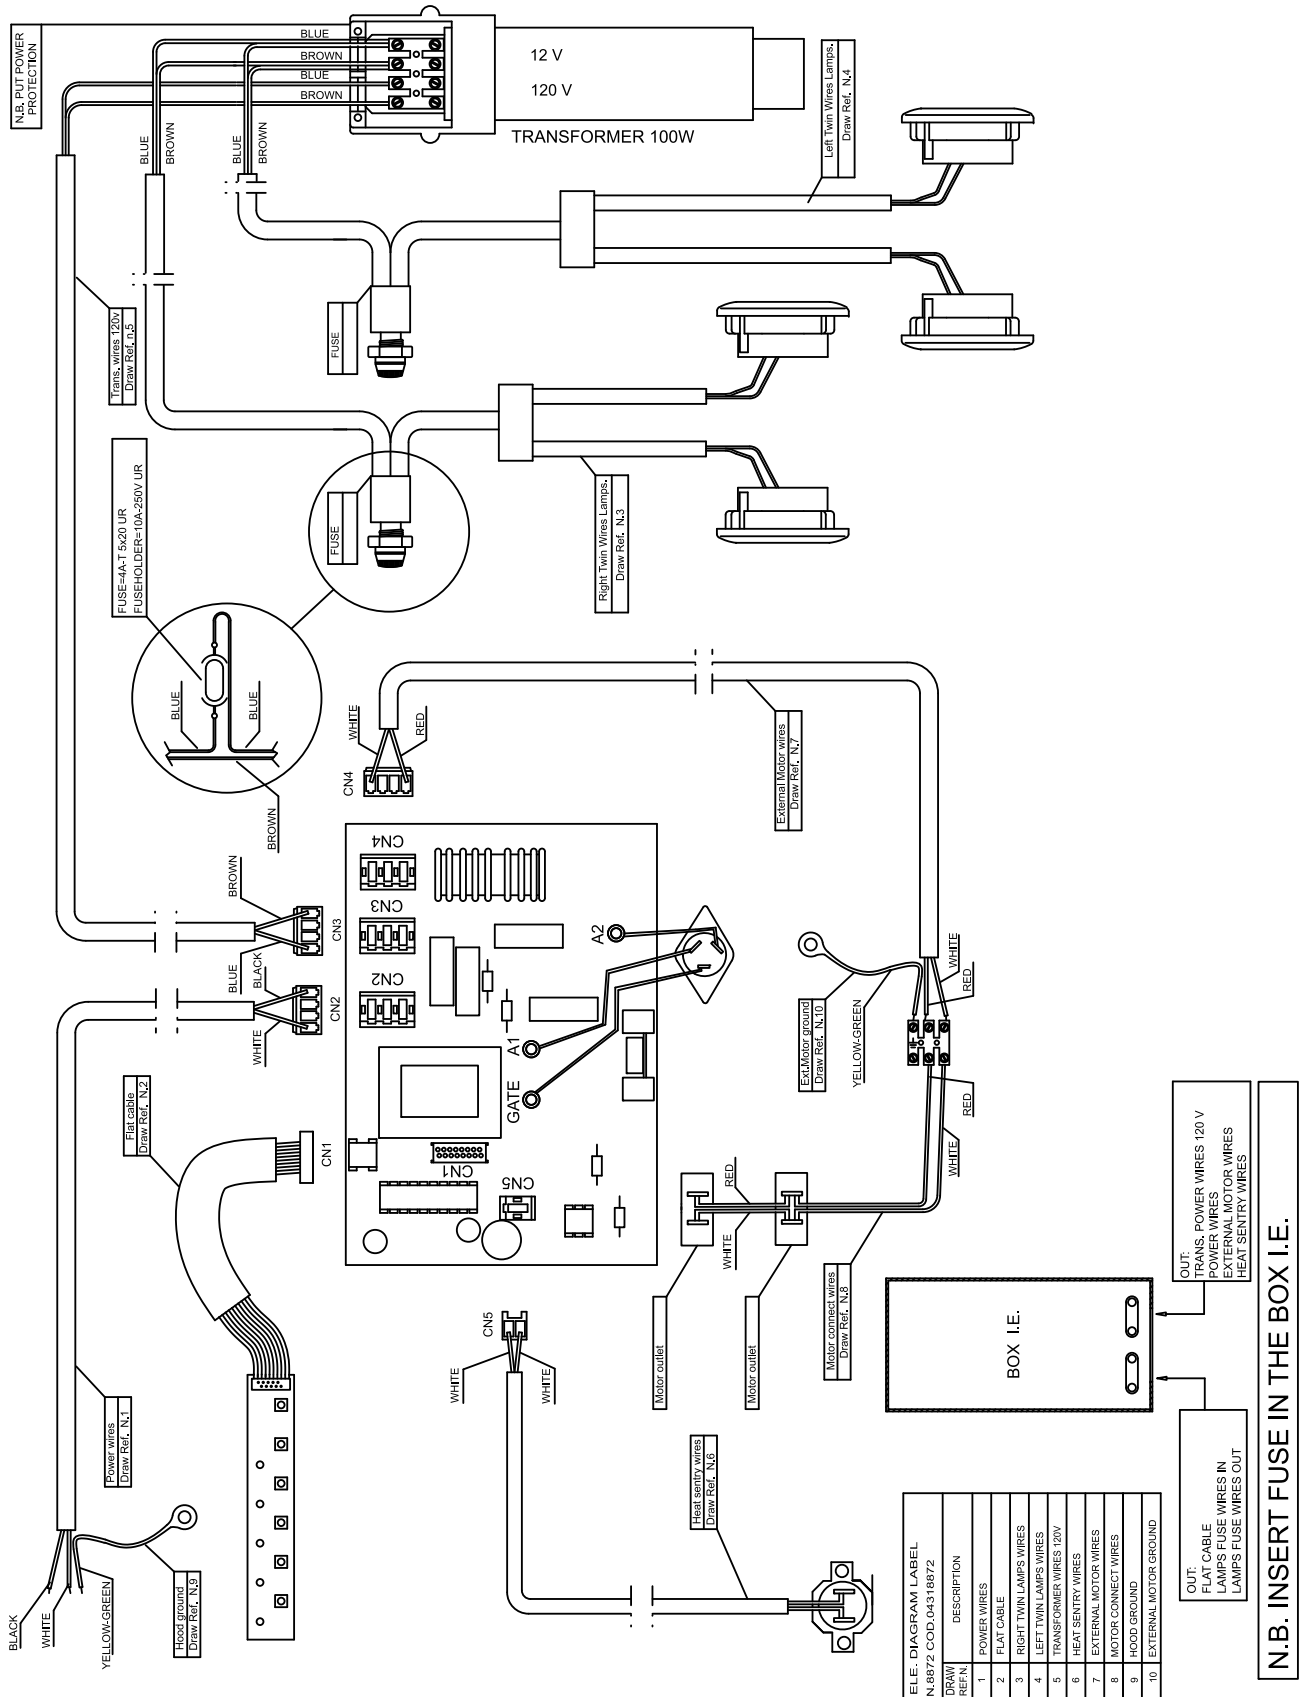 N.B. PUT POWER
PROTECTION
BLUE
BROWN
BLUE
BROWN
12 V
120 V
TRANSFORMER 100W
BLUE
BROWN
BLUE
BROWN
Left Twin Wires Lamps.
Draw Ref. N.4
Trans. wires 120v
Draw Ref. n.5
FUSE
FUSE=4A-T 5x20 UR
FUSEHOLDER=10A-250V UR
FUSE
Right Twin Wires Lamps.
Draw Ref. N.3
BLUE
BLUE
BROWN
WHITE
RED
CN4
External Motor wires
Draw Ref. N.7
BROWN
BLUE
CN3
BLACK
WHITE
CN2
CN4
CN3
CN2
A2
A1
GATE
CN1
CN5
Flat cable
Draw Ref. N.2
CN1
Ext.Motor ground
Draw Ref. N.10
YELLOW-GREEN
WHITE
RED
RED
WHITE
RED
WHITE
Motor outlet
Motor outlet
Motor connect wires
Draw Ref. N.8
CN5
WHITE
WHITE
Power wires
Draw Ref. N.1
BLACK
WHITE
YELLOW-GREEN
Hood ground
Draw Ref. N.9
Heat sentry wires
Draw Ref. N.6
BOX I.E.
OUT:
TRANS. POWER WIRES 120 V
POWER WIRES
EXTERNAL MOTOR WIRES
HEAT SENTRY WIRES
OUT:
FLAT CABLE
LAMPS FUSE WIRES IN
LAMPS FUSE WIRES OUT
ELE. DIAGRAM LABEL
N.8872 COD.04318872
DRAW REF.N. DESCRIPTION
1 POWER WIRES
2 FLAT CABLE
3 RIGHT TWIN LAMPS WIRES
4 LEFT TWIN LAMPS WIRES
5 TRANSFORMER WIRES 120V
6 HEAT SENTRY WIRES
7 EXTERNAL MOTOR WIRES
8 MOTOR CONNECT WIRES
9 HOOD GROUND
10 EXTERNAL MOTOR GROUND
N.B. INSERT FUSE IN THE BOX I.E.